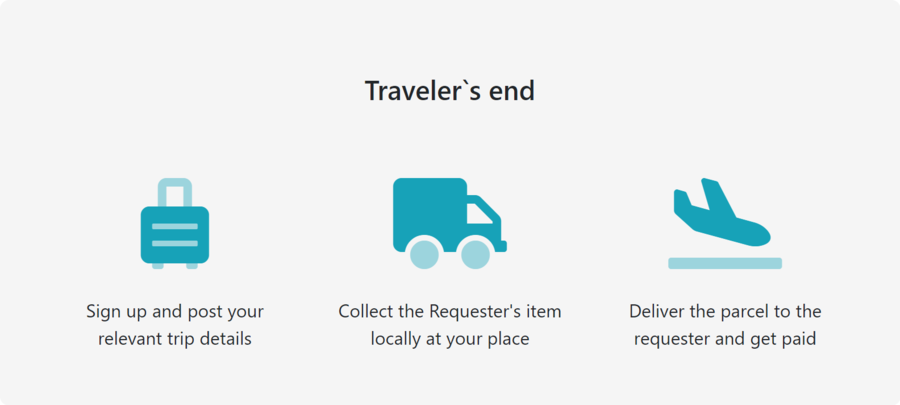 Traveler`s end
Sign up and post your
relevant trip details
Collect the Requester's item
locally at your place
Deliver the parcel to the
requester and get paid